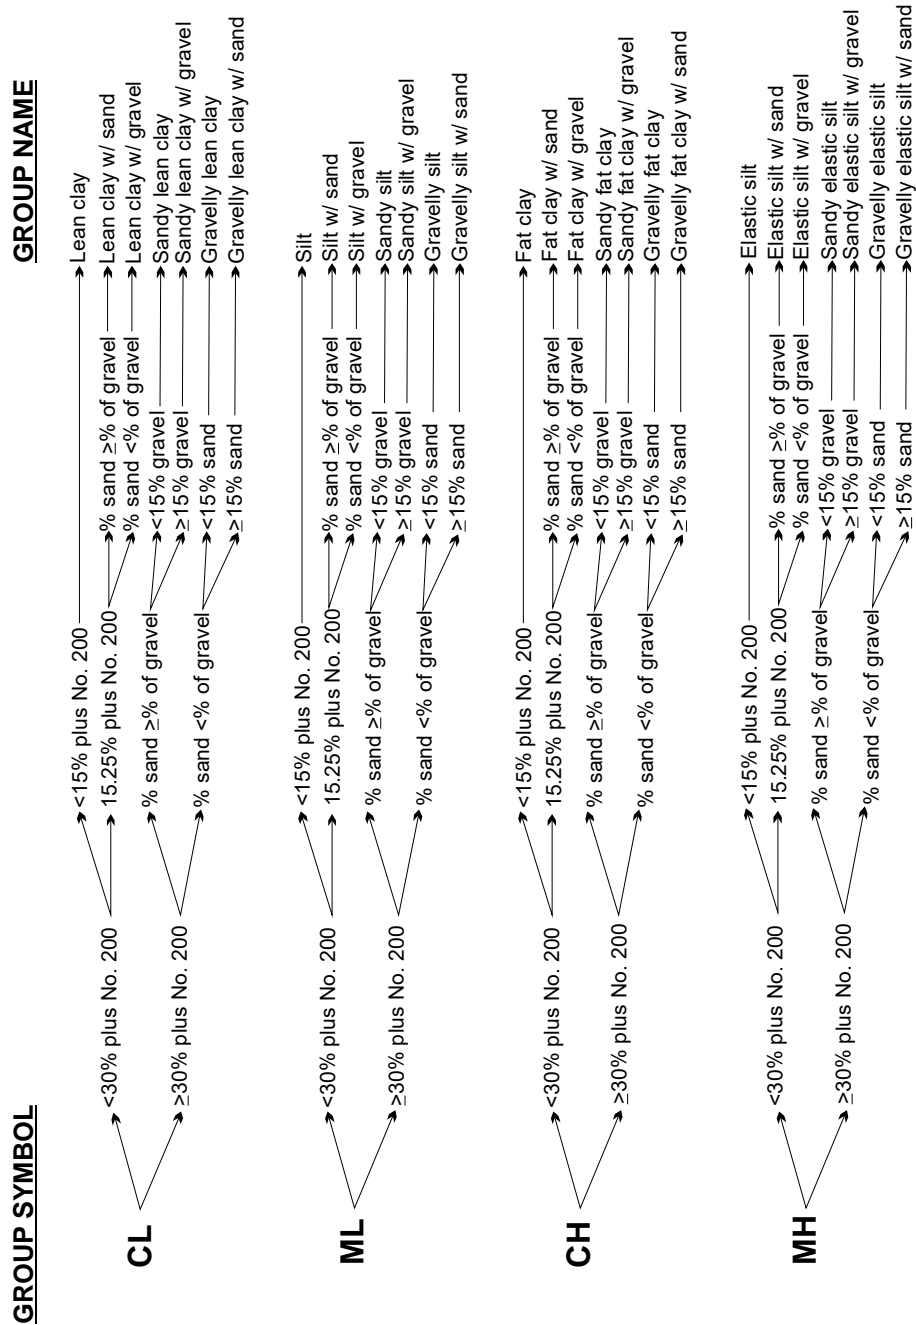 GROUP SYMBOL
GROUP NAME
CL
<30% plus No. 200
≥30% plus No. 200
<15% plus No. 200
15.25% plus No. 200
% sand ≥% of gravel
% sand <% of gravel
% sand ≥% of gravel
% sand <% of gravel
<15% gravel
≥15% gravel
<15% sand
≥15% sand
Lean clay
Lean clay w/ sand
Lean clay w/ gravel
Sandy lean clay
Sandy lean clay w/ gravel
Gravelly lean clay
Gravelly lean clay w/ sand
ML
<30% plus No. 200
≥30% plus No. 200
<15% plus No. 200
15.25% plus No. 200
% sand ≥% of gravel
% sand <% of gravel
% sand ≥% of gravel
% sand <% of gravel
<15% gravel
≥15% gravel
<15% sand
≥15% sand
Silt
Silt w/ sand
Silt w/ gravel
Sandy silt
Sandy silt w/ gravel
Gravelly silt
Gravelly silt w/ sand
CH
<30% plus No. 200
≥30% plus No. 200
<15% plus No. 200
15.25% plus No. 200
% sand ≥% of gravel
% sand <% of gravel
% sand ≥% of gravel
% sand <% of gravel
<15% gravel
≥15% gravel
<15% sand
≥15% sand
Fat clay
Fat clay w/ sand
Fat clay w/ gravel
Sandy fat clay
Sandy fat clay w/ gravel
Gravelly fat clay
Gravelly fat clay w/ sand
MH
<30% plus No. 200
≥30% plus No. 200
<15% plus No. 200
15.25% plus No. 200
% sand ≥% of gravel
% sand <% of gravel
% sand ≥% of gravel
% sand <% of gravel
<15% gravel
≥15% gravel
<15% sand
≥15% sand
Elastic silt
Elastic silt w/ sand
Elastic silt w/ gravel
Sandy elastic silt
Sandy elastic silt w/ gravel
Gravelly elastic silt
Gravelly elastic silt w/ sand